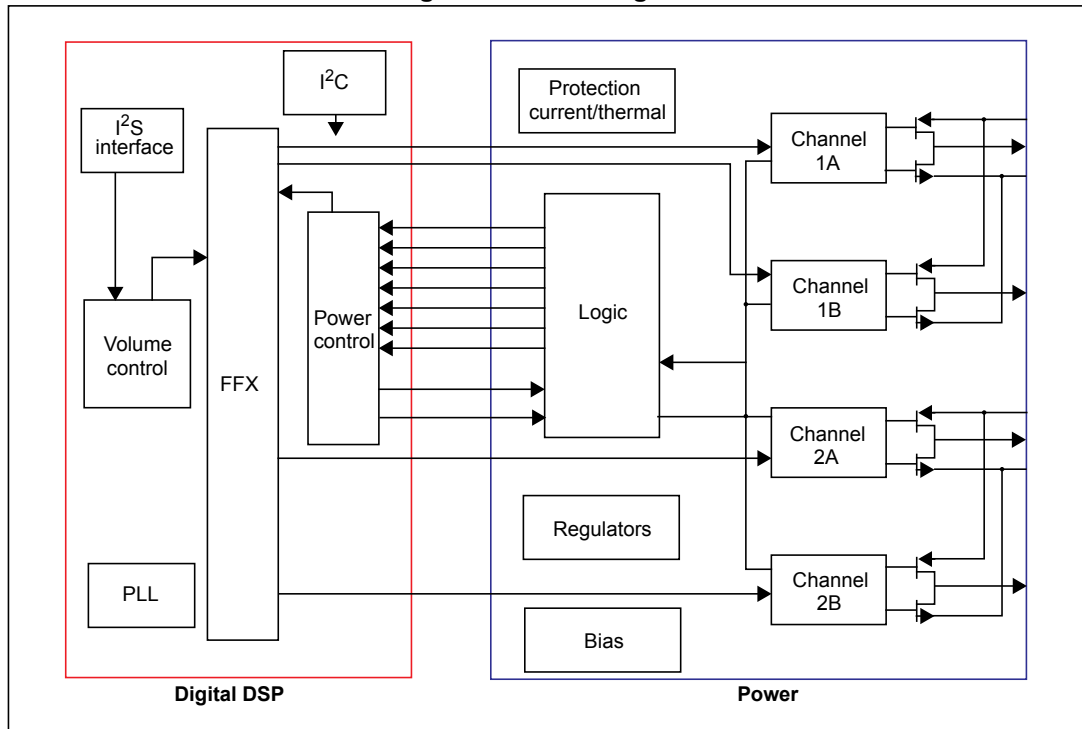 I²C
I²S
interface
Volume
control
FFX
Power
control
PLL
Digital DSP
Protection
current/thermal
Logic
Regulators
Bias
Channel
1A
Channel
1B
Channel
2A
Channel
2B
Power